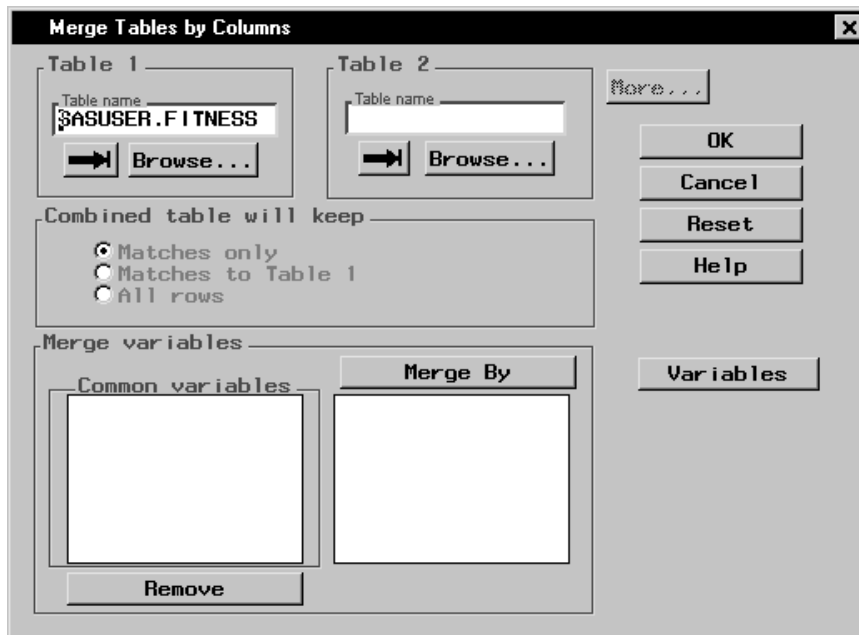 Merge Tables by Columns
Table 1
Table name
SASUSER.FITNESS
Browse...
Table 2
Table name
Browse...
More...
OK
Cancel
Reset
Help
Combined table will keep
Matches only
Matches to Table 1
All rows
Merge variables
Common variables
Merge By
Remove
Variables